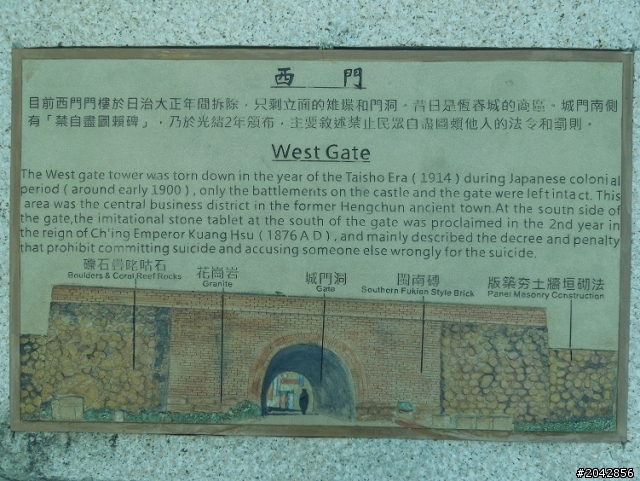 西 門
目前西門門樓於日治大正年間拆除，只剩立面的雉堞和門洞。昔日是恆春城的商區。城門南側
有「禁自盡圖賴碑」，乃於光緒2年頒布，主要敘述禁止民眾自盡圖賴他人的法令和罰則。
West Gate
The West gate tower was torn down in the year of the Taisho Era ( 1914 ) during Japanese colonial
period ( around early 1900 ) , only the battlements on the castle and the gate were left intact. This
area was the central business district in the former Hengchun ancient town.At the south side of
the gate,the imitational stone tablet at the south of the gate was proclaimed in the 2nd year in
the reign of Ch'ing Emperor Kuang Hsu ( 1876 A D ) , and mainly described the decree and penalty
that prohibit committing suicide and accusing someone else wrongly for the suicide.
礫石疊咾咕石
Boulders & Coral Reef Rocks
花崗岩
Granite
城門洞
Gate
閩南磚
Southern Fukien Style Brick
版築夯土牆垣砌法
Panel Masonry Construction
#2042856